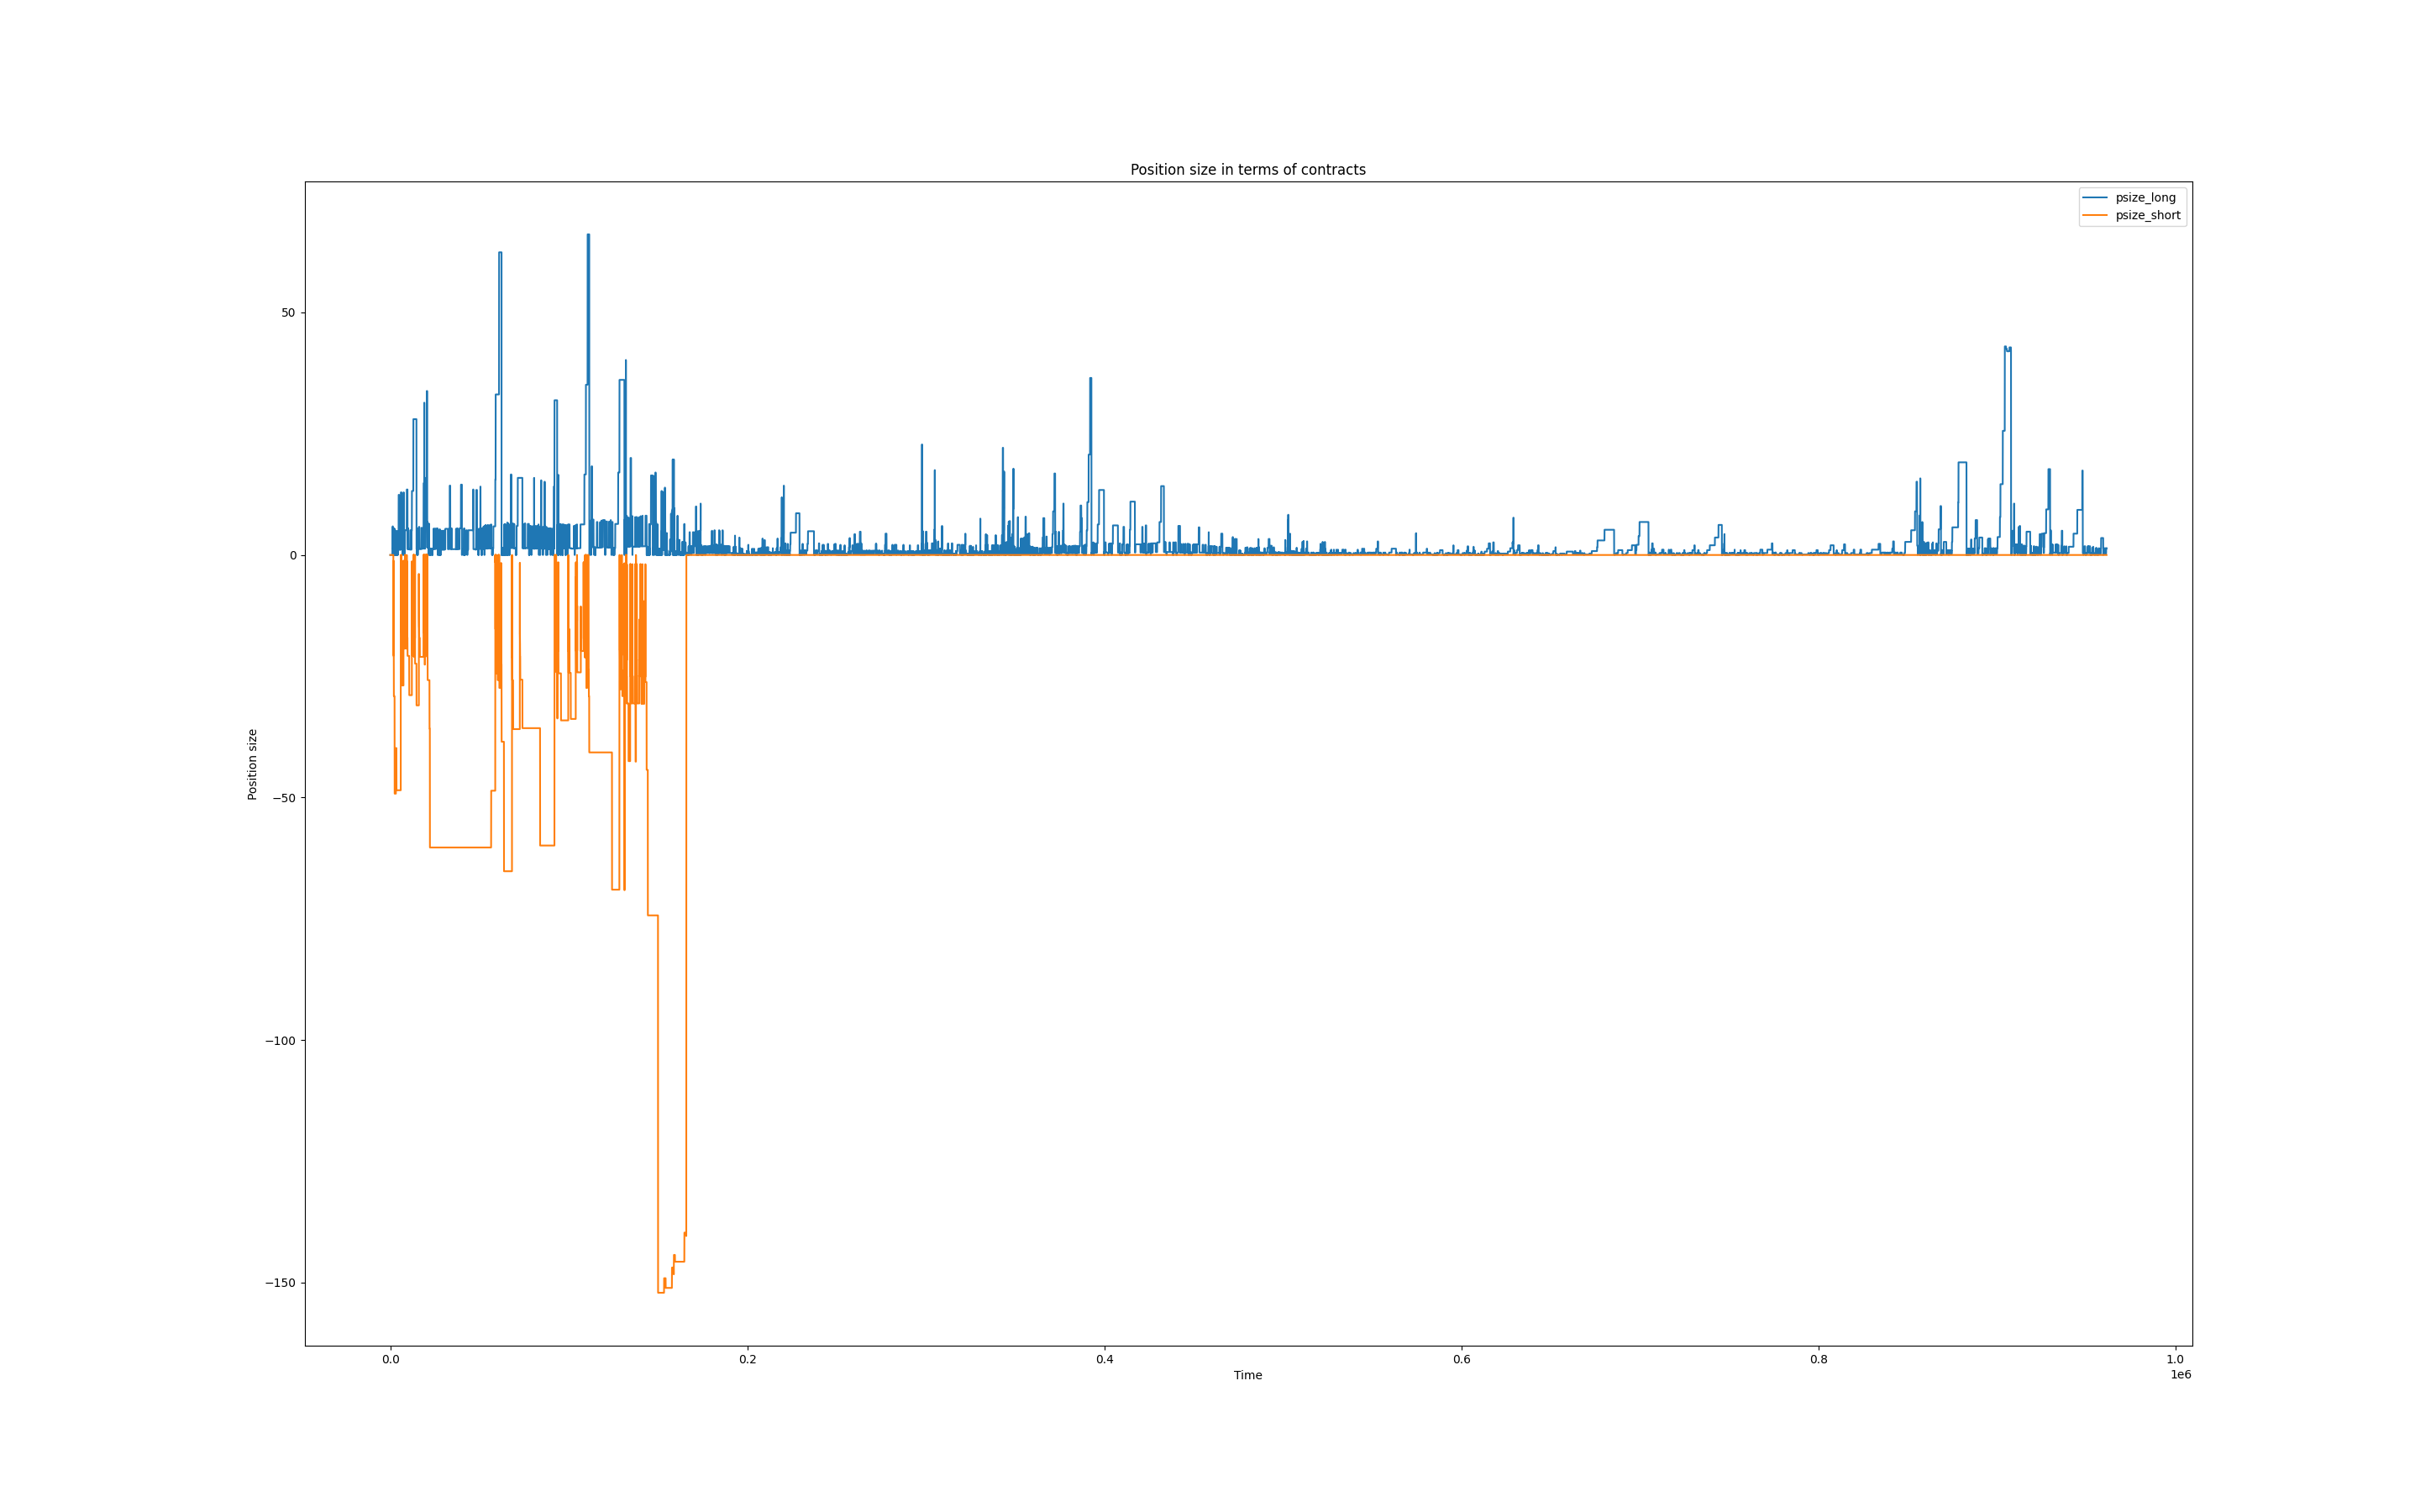 Position size in terms of contracts
psize_long
psize_short
50
0
−50
−100
−150
Position size
0.0
0.2
0.4
0.6
0.8
1.0
1e6
Time